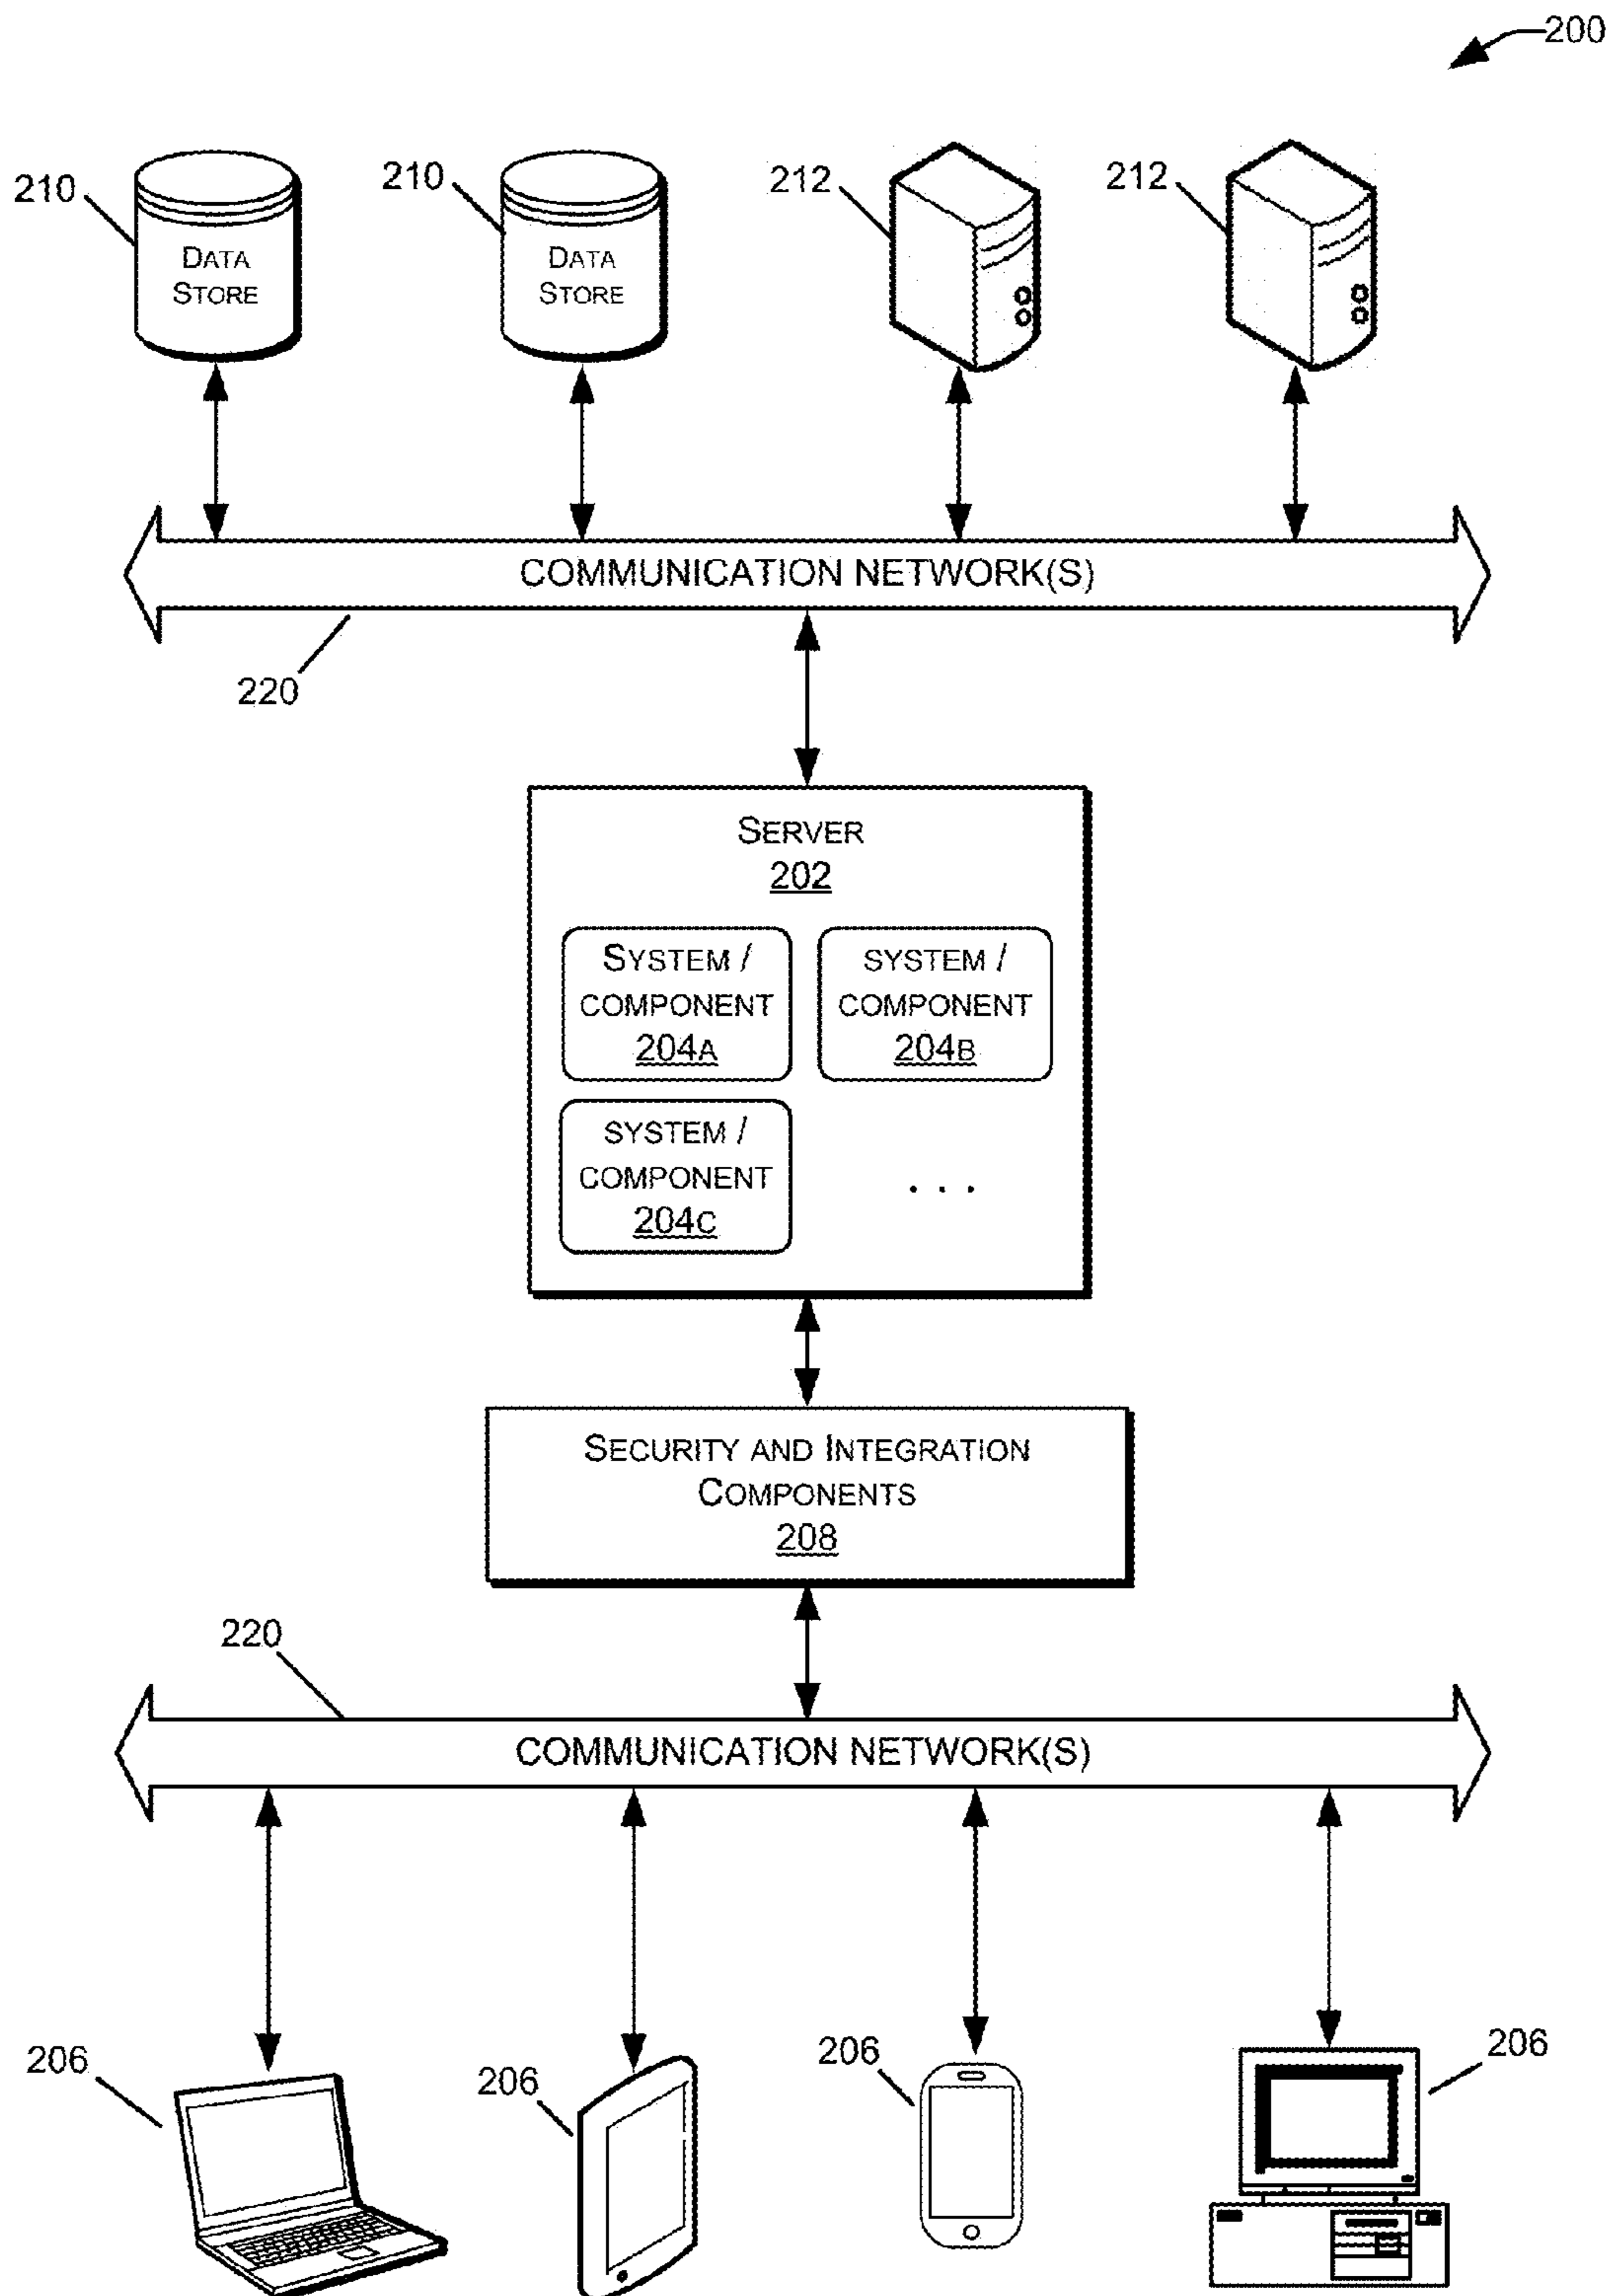 200
210
210
212
212
DATA
STORE
DATA
STORE
COMMUNICATION NETWORK(S)
220
SERVER
202
SYSTEM /
COMPONENT
204A
SYSTEM /
COMPONENT
204B
SYSTEM /
COMPONENT
204C
. . .
SECURITY AND INTEGRATION
COMPONENTS
208
220
COMMUNICATION NETWORK(S)
206
206
206
206